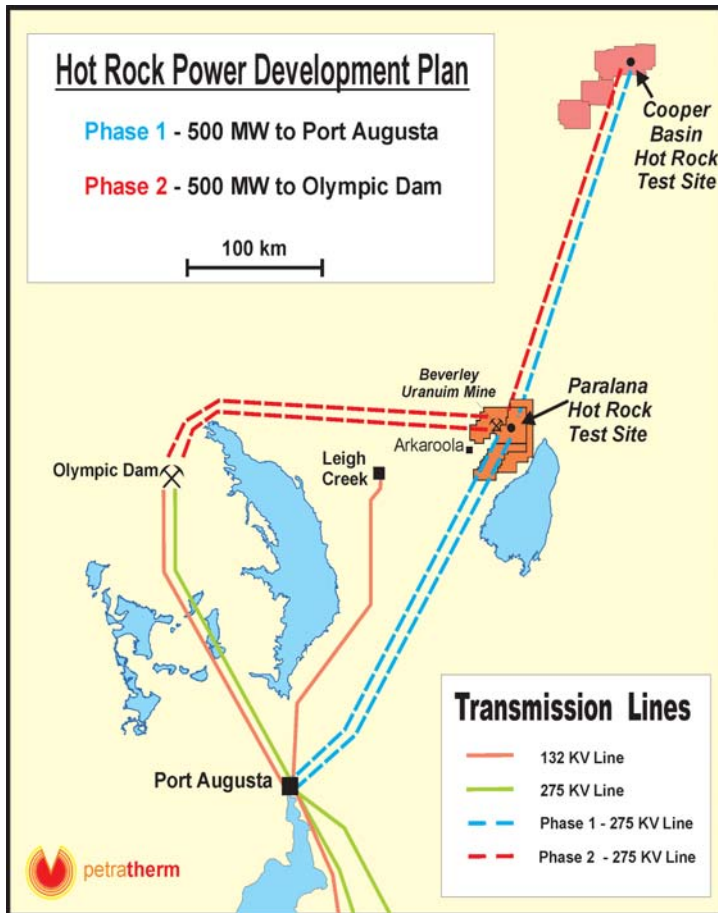 Hot Rock Power Development Plan
Phase 1 - 500 MW to Port Augusta
Phase 2 - 500 MW to Olympic Dam
100 km
Cooper
Basin
Hot Rock
Test Site
Beverley
Uranuim Mine
Paralana
Hot Rock
Test Site
Arkaroola
Olympic Dam
Leigh
Creek
Port Augusta
Transmission Lines
132 KV Line
275 KV Line
Phase 1 - 275 KV Line
Phase 2 - 275 KV Line
petratherm